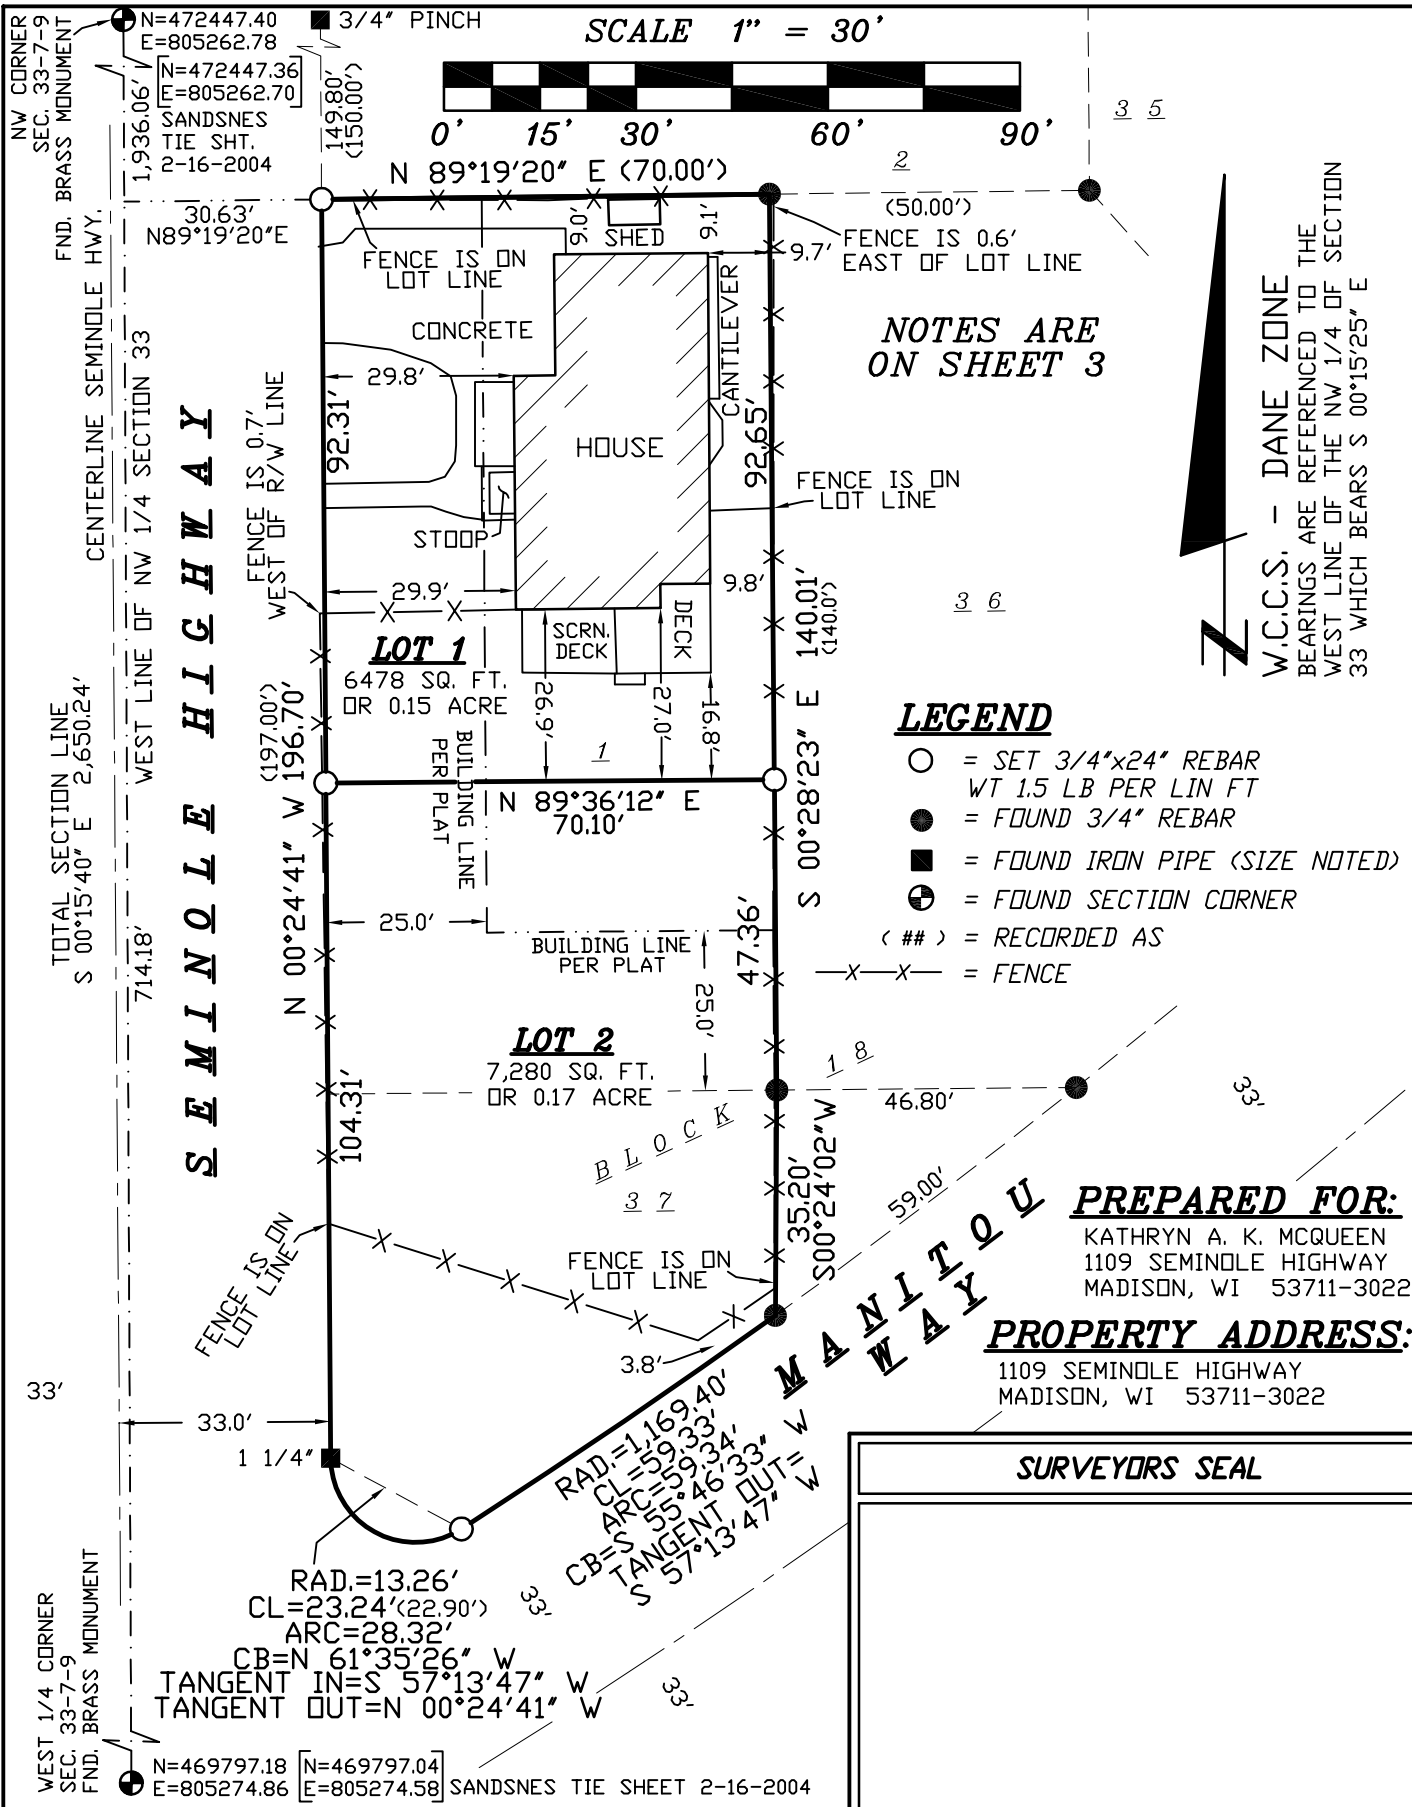 NW CORNER
SEC. 33-7-9
FND. BRASS MONUMENT
N=472447.40
E=805262.78
N=472447.36
E=805262.70
SANDSNES
TIE SHT.
2-16-2004
1,936.06'
3/4" PINCH
149.80'
(150.00')
SCALE 1" = 30'
0' 15' 30' 60' 90'
3 5
2
N 89°19'20" E (70.00')
(50.00')
30.63'
N89°19'20"E
FENCE IS ON
LOT LINE
9.0'
SHED
9.1'
9.7'
FENCE IS 0.6'
EAST OF LOT LINE
CONCRETE
CANTILEVER
NOTES ARE
ON SHEET 3
W.C.C.S. - DANE ZONE
BEARINGS ARE REFERENCED TO THE
WEST LINE OF THE NW 1/4 OF SECTION
33 WHICH BEARS S 00°15'25" E
N
CENTERLINE SEMINOLE HWY.
WEST LINE OF NW 1/4 SECTION 33
SEMINOLE HIGHWAY
29.8'
92.31'
FENCE IS 0.7'
WEST OF R/W LINE
HOUSE
92.65'
FENCE IS ON
LOT LINE
STOOP
29.9'
9.8'
140.01'
(140.0')
S 00°28'23" E
3 6
SCRN.
DECK
DECK
LOT 1
6478 SQ. FT.
OR 0.15 ACRE
26.9'
27.0'
16.8'
1
(197.00')
N 00°24'41" W 196.70'
BUILDING LINE
PER PLAT
N 89°36'12" E
70.10'
TOTAL SECTION LINE
S 00°15'40" E 2,650.24'
714.18'
LEGEND
= SET 3/4"x24" REBAR
WT 1.5 LB PER LIN FT
= FOUND 3/4" REBAR
= FOUND IRON PIPE (SIZE NOTED)
= FOUND SECTION CORNER
( ## ) = RECORDED AS
—X—X— = FENCE
25.0'
BUILDING LINE
PER PLAT
25.0'
47.36'
LOT 2
7,280 SQ. FT.
OR 0.17 ACRE
104.31'
BLOCK 18
3 7
46.80'
35.20'
S00°24'02"W
59.00'
33'
MANITOU
WAY
FENCE IS ON
LOT LINE
FENCE IS ON
LOT LINE
3.8'
PREPARED FOR:
KATHRYN A. K. MCQUEEN
1109 SEMINOLE HIGHWAY
MADISON, WI 53711-3022
PROPERTY ADDRESS:
1109 SEMINOLE HIGHWAY
MADISON, WI 53711-3022
33'
33.0'
1 1/4"
RAD.=1,169.40'
CL=59.33'
ARC=59.34'
CB=S 55°46'33" W
TANGENT OUT=
S 57°13'47" W
SURVEYORS SEAL
RAD.=13.26'
CL=23.24'(22.90')
ARC=28.32'
CB=N 61°35'26" W
TANGENT IN=S 57°13'47" W
TANGENT OUT=N 00°24'41" W
33'
33'
WEST 1/4 CORNER
SEC. 33-7-9
FND. BRASS MONUMENT
N=469797.18
E=805274.86
N=469797.04
E=805274.58
SANDSNES TIE SHEET 2-16-2004